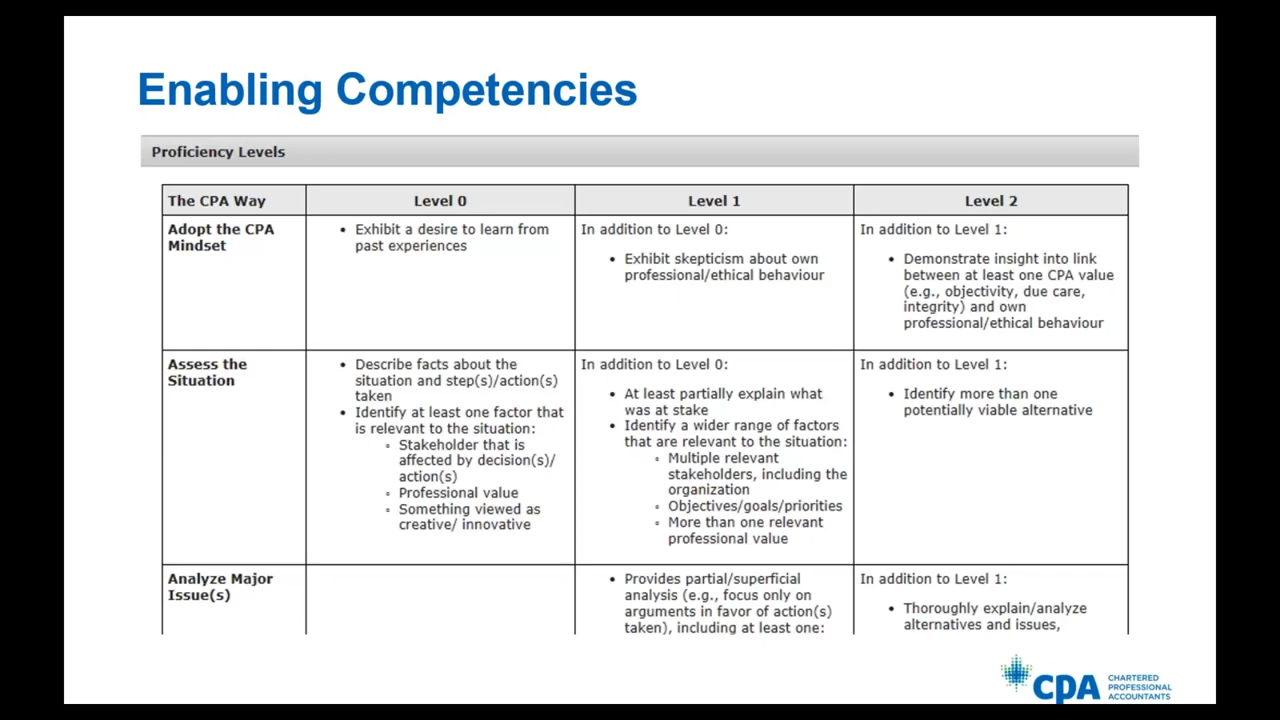 Enabling Competencies
Proficiency Levels
The CPA Way
Level 0
Level 1
Level 2
Adopt the CPA
Mindset
• Exhibit a desire to learn from
past experiences
In addition to Level 0:
• Exhibit skepticism about own
professional/ethical behaviour
In addition to Level 1:
• Demonstrate insight into link
between at least one CPA value
(e.g., objectivity, due care,
integrity) and own
professional/ethical behaviour
Assess the
Situation
• Describe facts about the
situation and step(s)/action(s)
taken
• Identify at least one factor that
is relevant to the situation:
◦ Stakeholder that is
affected by decision(s)/
action(s)
◦ Professional value
◦ Something viewed as
creative/ innovative
In addition to Level 0:
• At least partially explain what
was at stake
• Identify a wider range of factors
that are relevant to the situation:
◦ Multiple relevant
stakeholders, including the
organization
◦ Objectives/goals/priorities
◦ More than one relevant
professional value
In addition to Level 1:
• Identify more than one
potentially viable alternative
Analyze Major
Issue(s)
• Provides partial/superficial
analysis (e.g., focus only on
arguments in favor of action(s)
taken), including at least one:
In addition to Level 1:
• Thoroughly explain/analyze
alternatives and issues,
CPA
CHARTERED
PROFESSIONAL
ACCOUNTANTS